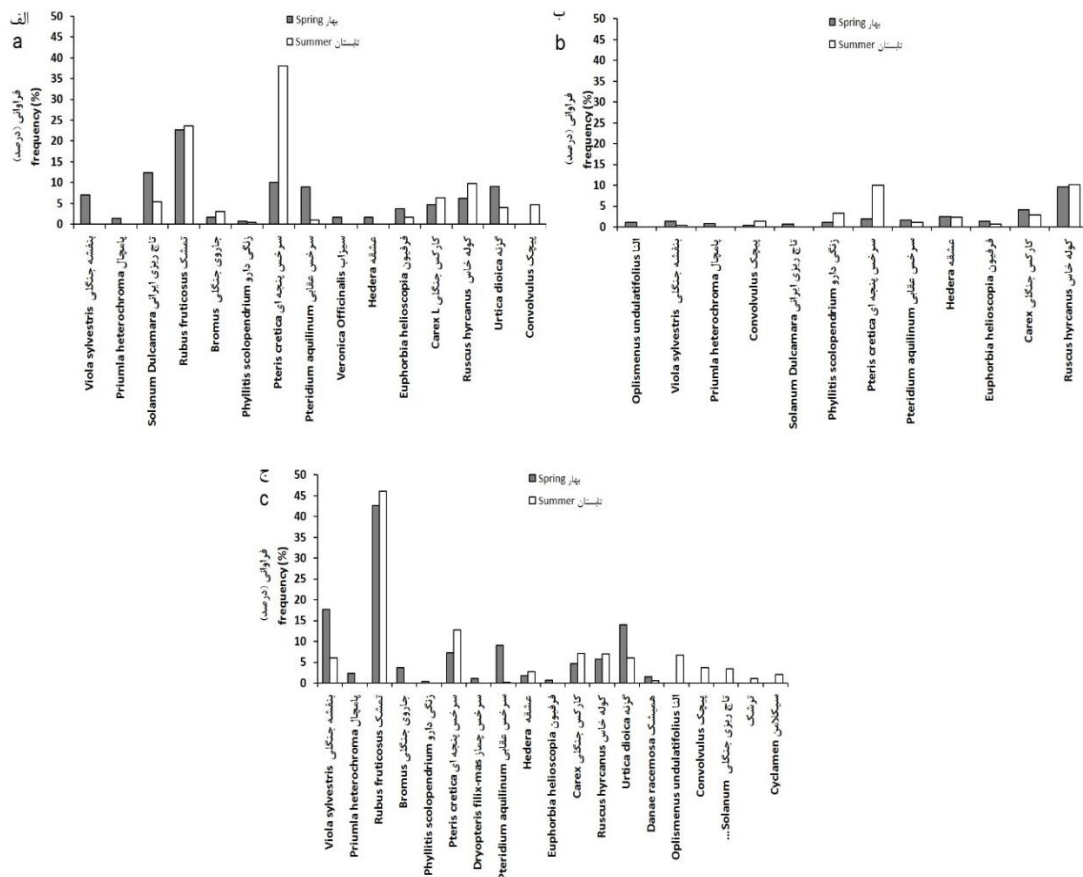 الف
a
بهار Spring
تابستان Summer
فراوانی (درصد)
frequency (%)
50
45
40
35
30
25
20
15
10
5
0
Viola sylvestris بنفشه جنگلی
Priumla heterochroma پامچال
Solanum Dulcamara تاج ریزی ایرانی
Rubus fruticosus تمشک
Bromus جاروی جنگلی
Phyllitis scolopendrium زنگی دارو
Pteris cretica سرخس پنجه ای
Pteridium aquilinum سرخس عقابی
Veronica Officinalis سیزاب
Hedera عشقه
Euphorbia helioscopia فرفیون
Carex L کارکس جنگلی
Ruscus hyrcanus کوله خاس
Urtica dioica گزنه
Convolvulus پیچک
b
بهار Spring
تابستان Summer
فراوانی (درصد)
frequency (%)
50
45
40
35
30
25
20
15
10
5
0
Oplismenus undulatifolius النا
Viola sylvestris بنفشه جنگلی
Priumla heterochroma پامچال
Convolvulus پیچک
Solanum Dulcamara تاج ریزی ایرانی
Phyllitis scolopendrium زنگی دارو
Pteris cretica سرخس پنجه ای
Pteridium aquilinum سرخس عقابی
Hedera عشقه
Euphorbia helioscopia فرفیون
Carex کارکس جنگلی
Ruscus hyrcanus کوله خاس
c
بهار Spring
تابستان Summer
فراوانی (درصد)
frequency (%)
50
45
40
35
30
25
20
15
10
5
0
Viola sylvestris بنفشه جنگلی
Priumla heterochroma پامچال
Rubus fruticosus تمشک
Bromus جاروی جنگلی
Phyllitis scolopendrium زنگی دارو
Pteris cretica سرخس پنجه ای
Dryopteris filix-mas سرخس چماز
Pteridium aquilinum سرخس عقابی
Hedera عشقه
Euphorbia helioscopia فرفیون
Carex کارکس جنگلی
Ruscus hyrcanus کوله خاس
Urtica dioica گزنه
Danae racemosa همیشک
Oplismenus undulatifolius النا
Convolvulus پیچک
...Solanum تاج ریزی جنگلی
ترشک
Cyclamen سیکلامن